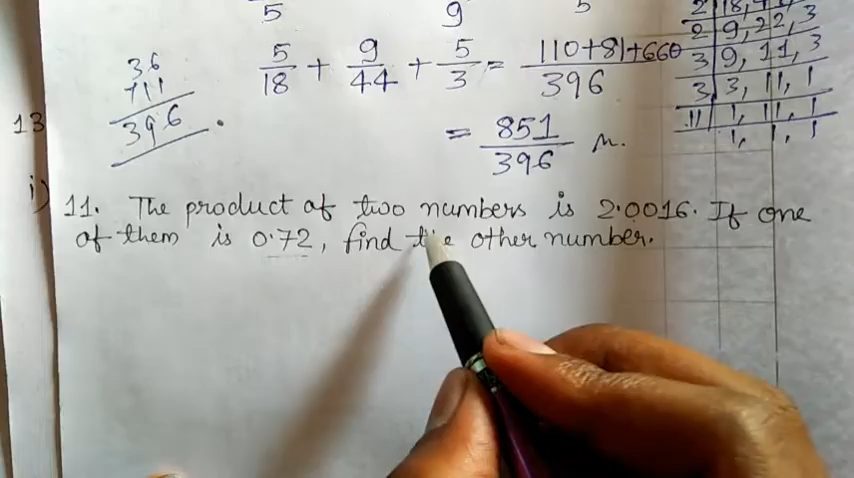 5 9 5
5/18 + 9/44 + 5/3 = 110+81+660/396
36
×11
396
13
= 851/396 m.
2 18, 4
2 9, 22, 3
3 9, 11, 3
3 3, 11, 1
11 1, 11, 1
1, 1, 1
i)
11. The product of two numbers is 2.0016. If one
of them is 0.72, find the other number.